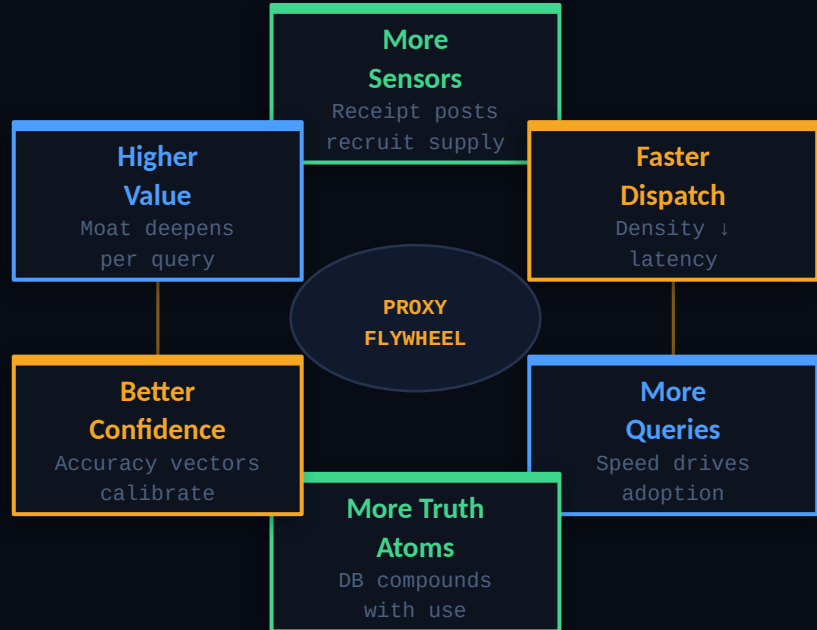 More
Sensors
Receipt posts
recruit supply
Higher
Value
Moat deepens
per query
Faster
Dispatch
Density ↓
latency
PROXY
FLYWHEEL
Better
Confidence
Accuracy vectors
calibrate
More
Queries
Speed drives
adoption
More Truth
Atoms
DB compounds
with use